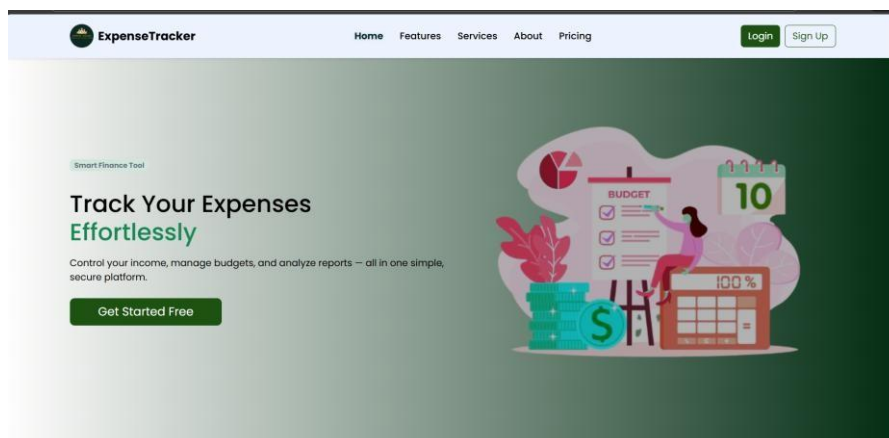 ExpenseTracker
Home Features Services About Pricing
Login Sign Up
Smart Finance Tool
Track Your Expenses
Effortlessly
Control your income, manage budgets, and analyze reports — all in one simple,
secure platform.
Get Started Free
BUDGET
10
100 %
$
=